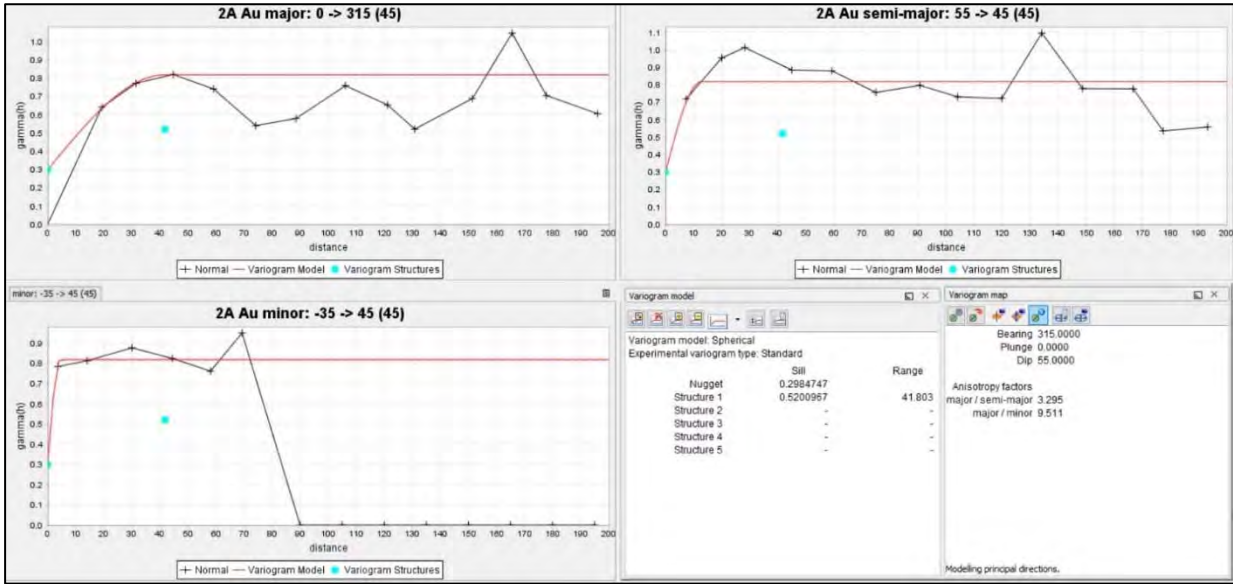 2A Au major: 0 -> 315 (45)
gamma(h)
1.0
0.9
0.8
0.7
0.6
0.5
0.4
0.3
0.2
0.1
0.0
0 10 20 30 40 50 60 70 80 90 100 110 120 130 140 150 160 170 180 190 200
distance
Normal Variogram Model Variogram Structures
2A Au semi-major: 55 -> 45 (45)
gamma(h)
1.1
1.0
0.9
0.8
0.7
0.6
0.5
0.4
0.3
0.2
0.1
0.0
0 10 20 30 40 50 60 70 80 90 100 110 120 130 140 150 160 170 180 190 200
distance
Normal Variogram Model Variogram Structures
minor: -35 -> 45 (45)
2A Au minor: -35 -> 45 (45)
gamma(h)
0.9
0.8
0.7
0.6
0.5
0.4
0.3
0.2
0.1
0.0
0 10 20 30 40 50 60 70 80 90 100 110 120 130 140 150 160 170 180 190 200
distance
Normal Variogram Model Variogram Structures
Variogram model
Variogram model: Spherical
Experimental variogram type: Standard
Sill Range
Nugget 0.2984747
Structure 1 0.5200967 41.803
Structure 2 - -
Structure 3 - -
Structure 4 - -
Structure 5 - -
Variogram map
Bearing 315.0000
Plunge 0.0000
Dip 55.0000
Anisotropy factors
major / semi-major 3.295
major / minor 9.511
Modelling principal directions.